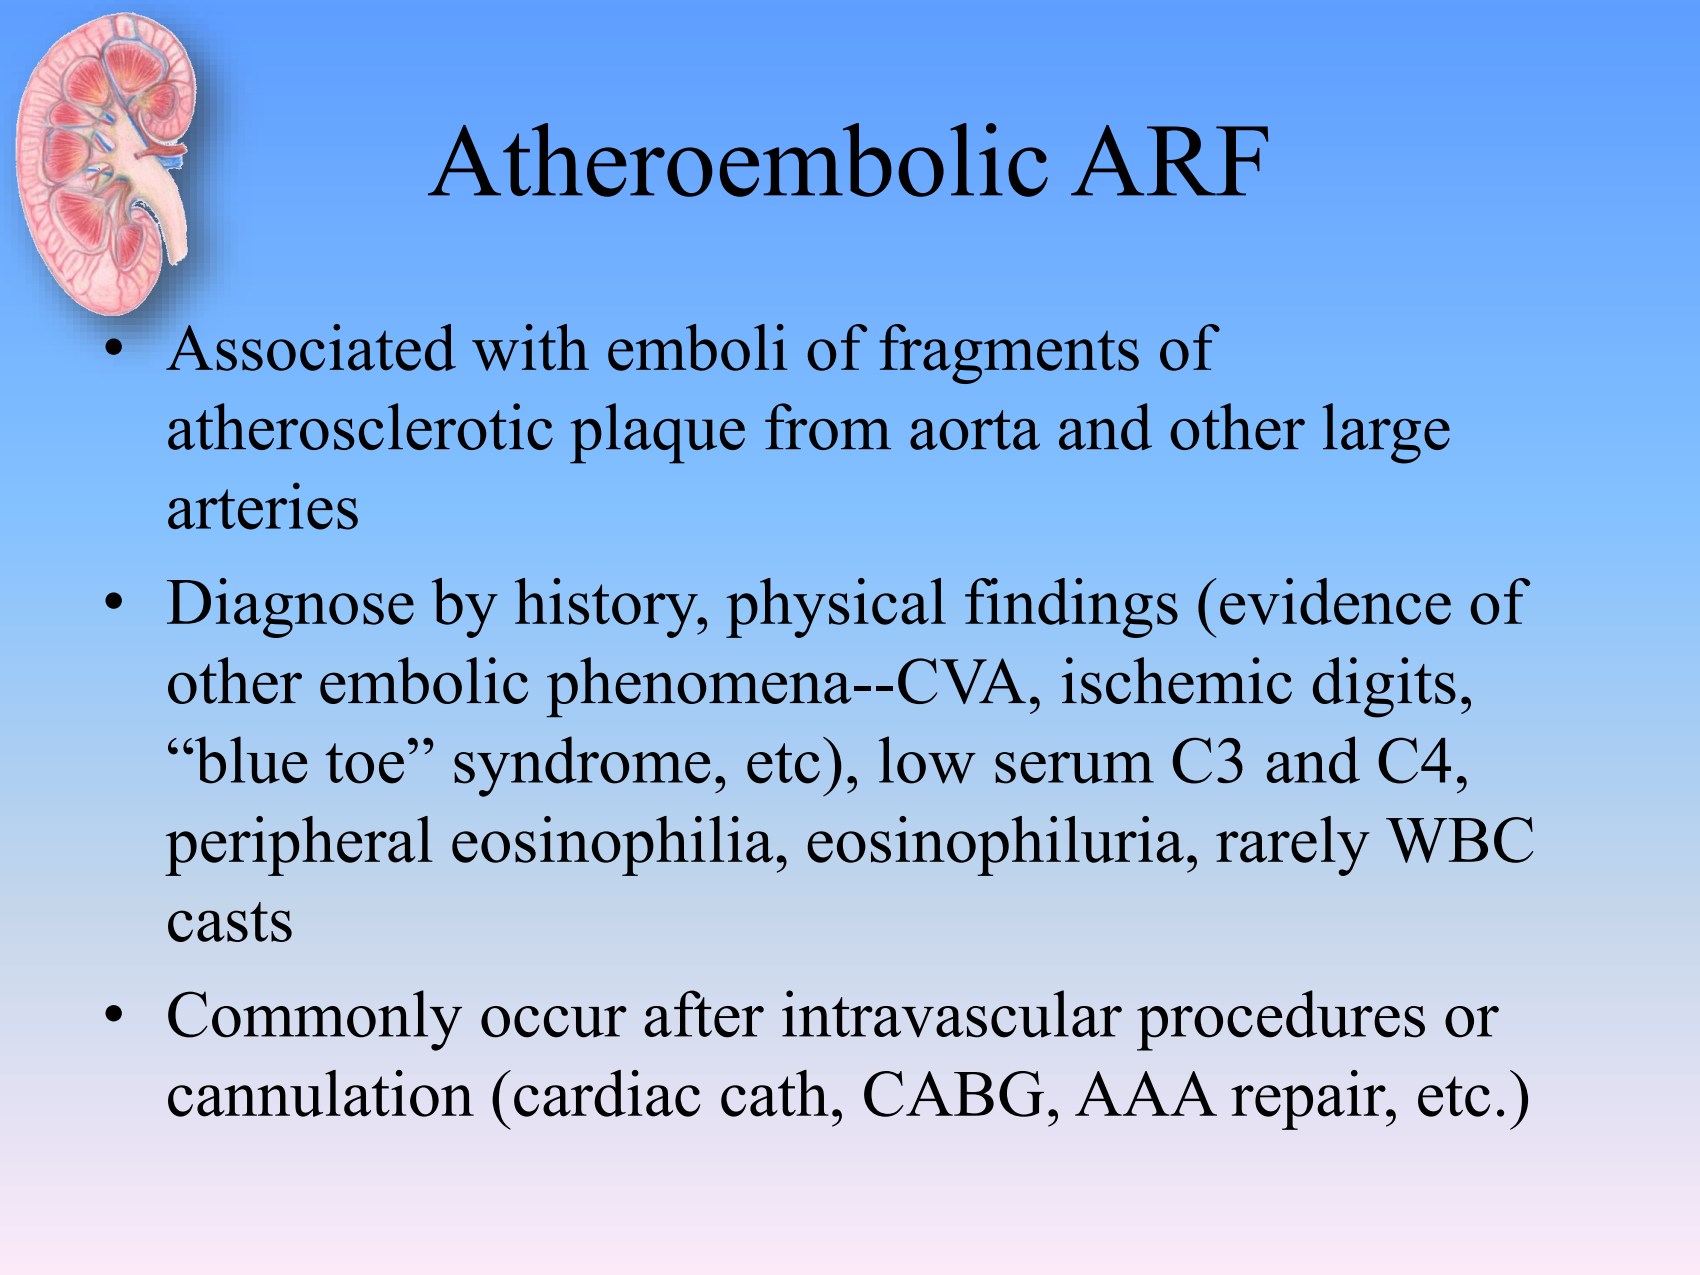 Atheroembolic ARF
• Associated with emboli of fragments of
atherosclerotic plaque from aorta and other large
arteries
• Diagnose by history, physical findings (evidence of
other embolic phenomena--CVA, ischemic digits,
“blue toe” syndrome, etc), low serum C3 and C4,
peripheral eosinophilia, eosinophiluria, rarely WBC
casts
• Commonly occur after intravascular procedures or
cannulation (cardiac cath, CABG, AAA repair, etc.)